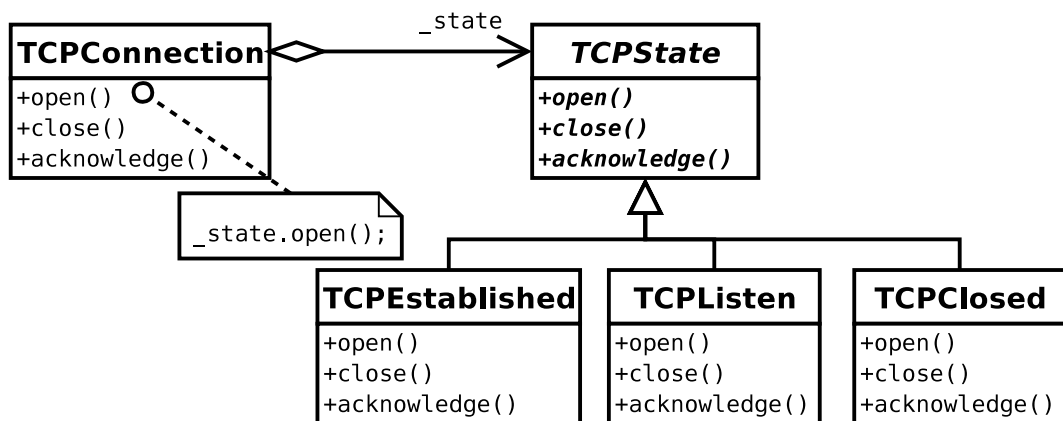 _state
TCPConnection
+open()
+close()
+acknowledge()
TCPState
+open()
+close()
+acknowledge()
_state.open();
TCPEstablished
+open()
+close()
+acknowledge()
TCPListen
+open()
+close()
+acknowledge()
TCPClosed
+open()
+close()
+acknowledge()